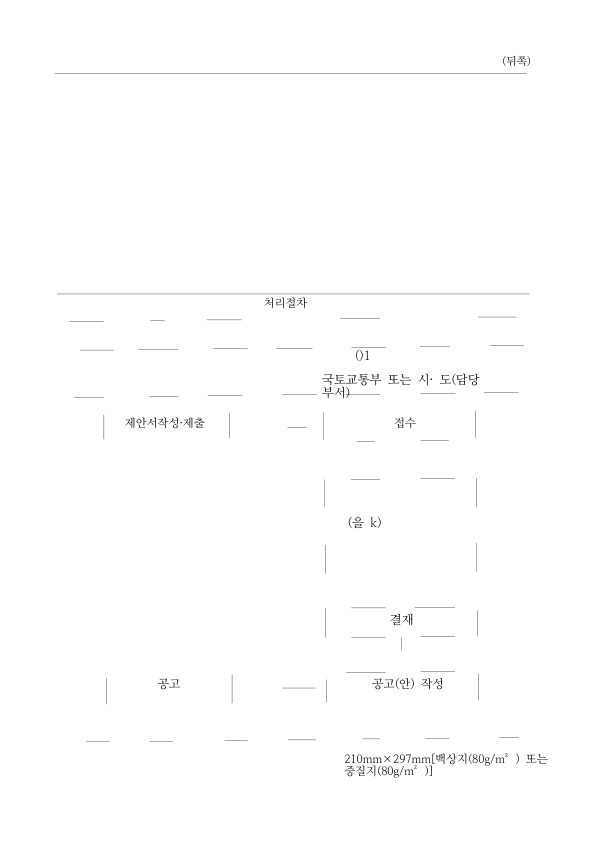 (뒤쪽)
처리절차
()1
국토교통부 또는 시· 도(담당
부서)
제안서작성·제출
접수
(을 k)
결재
공고
공고(안) 작성
210mm×297mm[백상지(80g/m² ) 또는
중질지(80g/m² )]